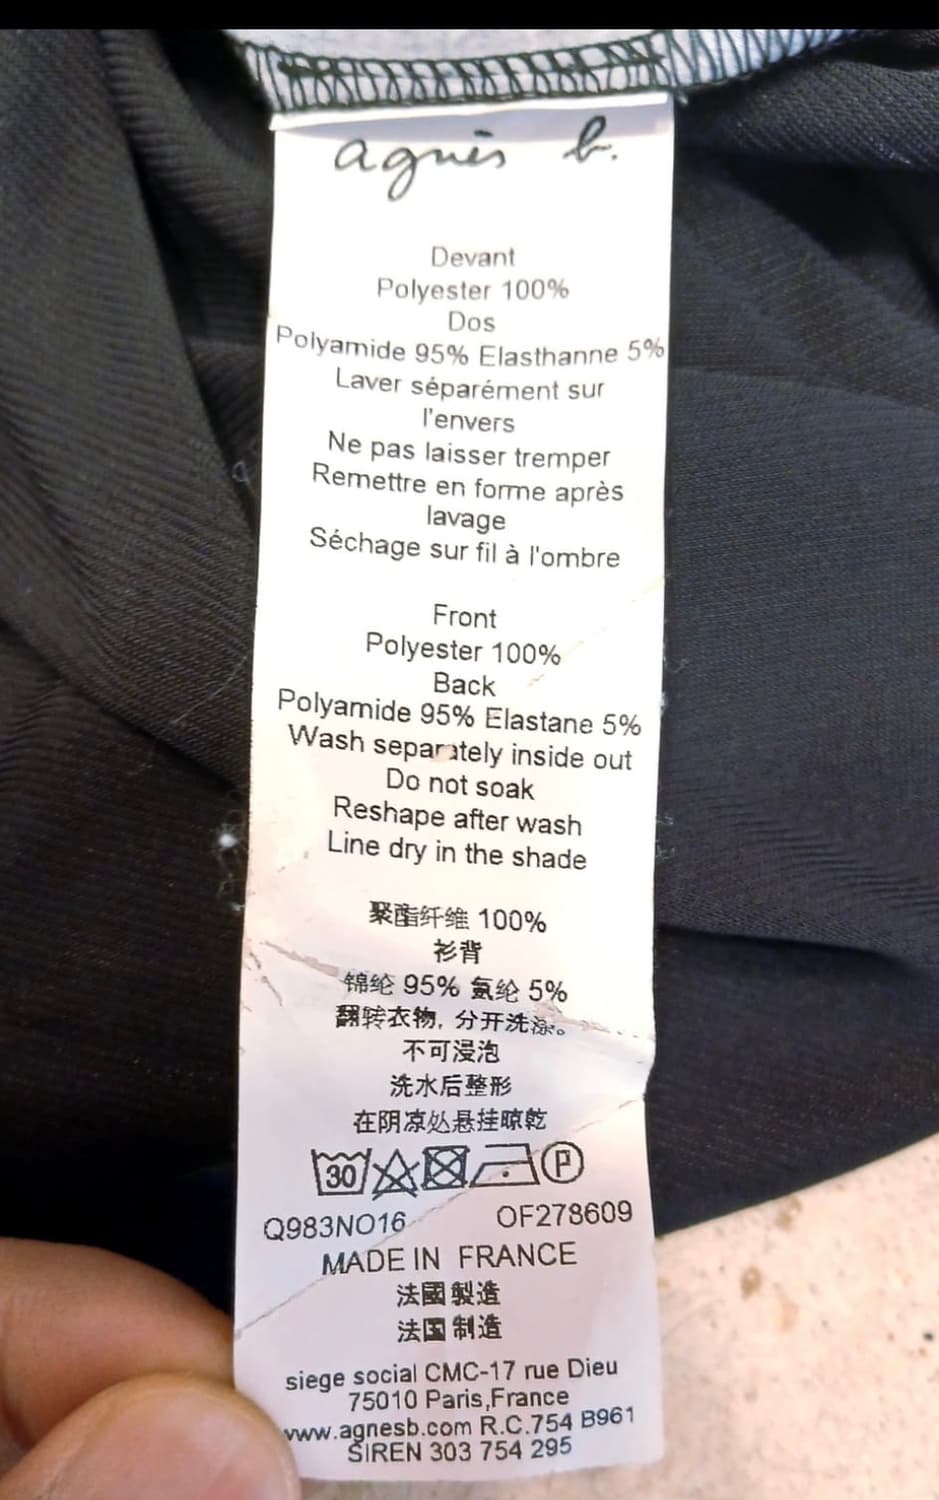 agnès b.
Devant
Polyester 100%
Dos
Polyamide 95% Elasthanne 5%
Laver séparément sur
l'envers
Ne pas laisser tremper
Remettre en forme après
lavage
Séchage sur fil à l'ombre
Front
Polyester 100%
Back
Polyamide 95% Elastane 5%
Wash separately inside out
Do not soak
Reshape after wash
Line dry in the shade
聚酯纤维 100%
衫背
锦纶 95% 氨纶 5%
翻转衣物, 分开洗涤。
不可浸泡
洗水后整形
在阴凉处悬挂晾乾
30 P
Q983NO16 OF278609
MADE IN FRANCE
法國製造
法国制造
siege social CMC-17 rue Dieu
75010 Paris,France
www.agnesb.com R.C.754 B961
SIREN 303 754 295